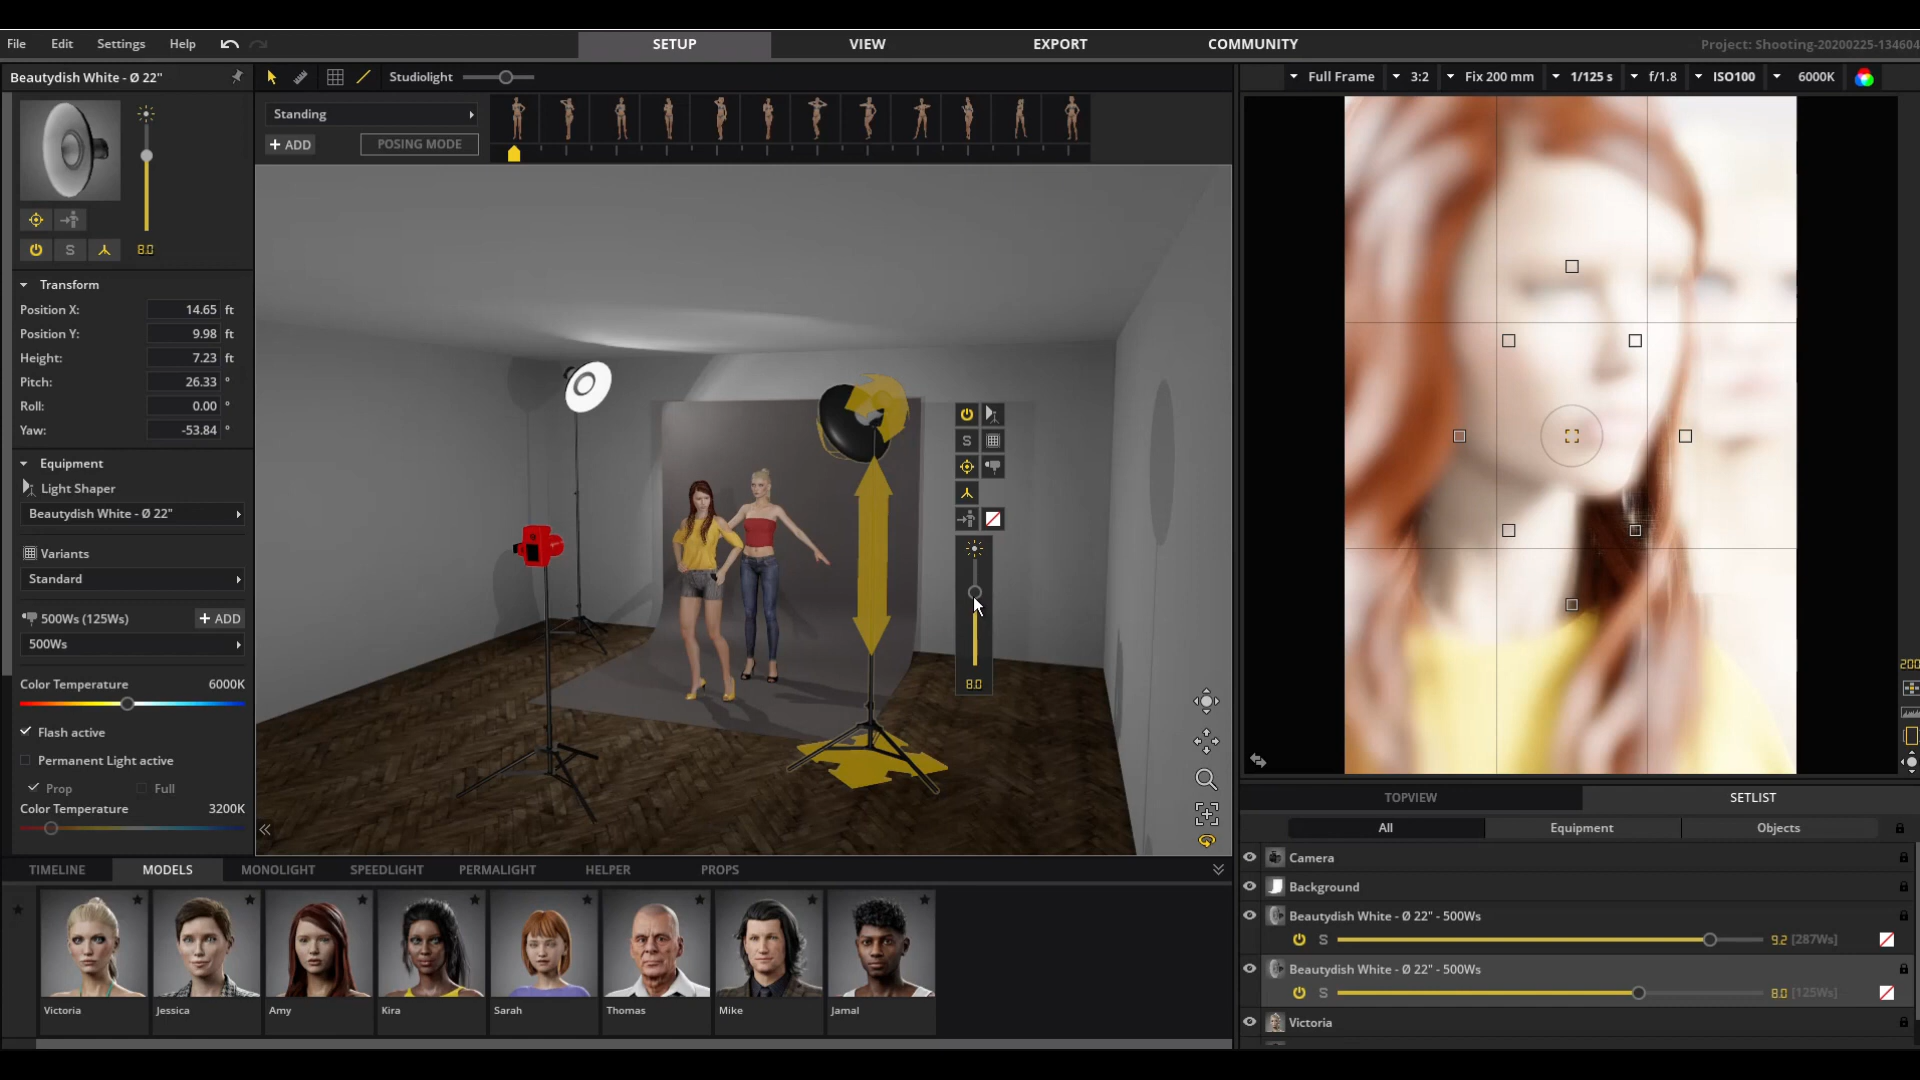 File Edit Settings Help SETUP VIEW EXPORT COMMUNITY Project: Shooting-20200225-134604
Beautydish White - Ø 22"
Studiolight
Full Frame 3:2 Fix 200 mm 1/125 s f/1.8 ISO100 6000K
Standing
+ ADD POSING MODE
S 8.0
Transform
Position X: 14.65 ft
Position Y: 9.98 ft
Height: 7.23 ft
Pitch: 26.33 °
Roll: 0.00 °
Yaw: -53.84 °
Equipment
Light Shaper
Beautydish White - Ø 22"
Variants
Standard
500Ws (125Ws) + ADD
500Ws
Color Temperature 6000K
Flash active
Permanent Light active
Prop Full
Color Temperature 3200K
S
8.0
200
TOPVIEW SETLIST
All Equipment Objects
Camera
Background
Beautydish White - Ø 22" - 500Ws
S 9.2 [287Ws]
Beautydish White - Ø 22" - 500Ws
S 8.0 [125Ws]
Victoria
TIMELINE MODELS MONOLIGHT SPEEDLIGHT PERMALIGHT HELPER PROPS
Victoria Jessica Amy Kira Sarah Thomas Mike Jamal